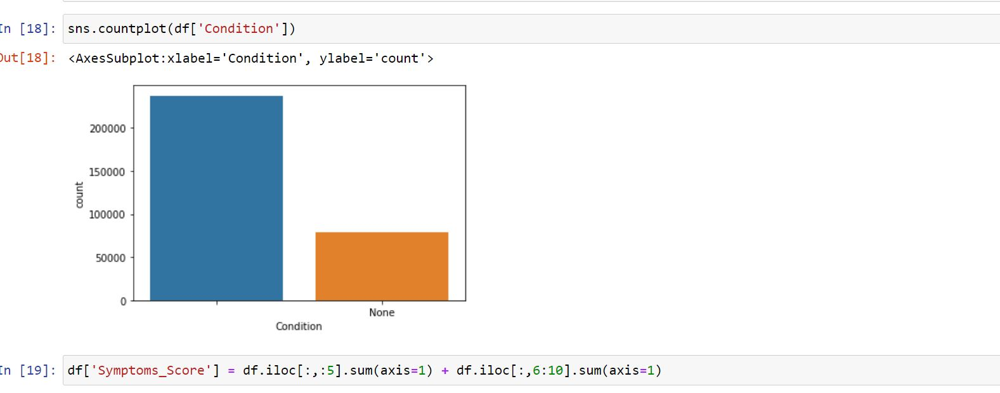 In [18]: sns.countplot(df['Condition'])
Out[18]: <AxesSubplot:xlabel='Condition', ylabel='count'>
200000
150000
100000
50000
0
count
None
Condition
In [19]: df['Symptoms_Score'] = df.iloc[:,:5].sum(axis=1) + df.iloc[:,6:10].sum(axis=1)